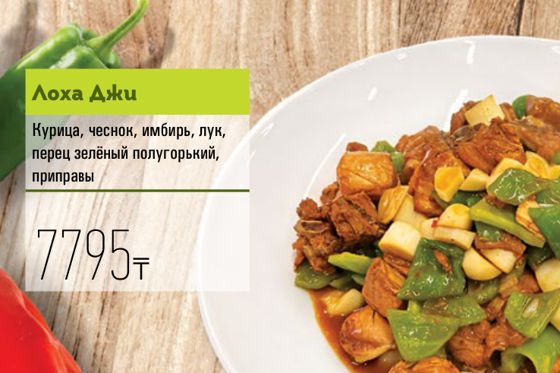 Лоха Джи
Курица, чеснок, имбирь, лук,
перец зелёный полугорький,
приправы
7795₸